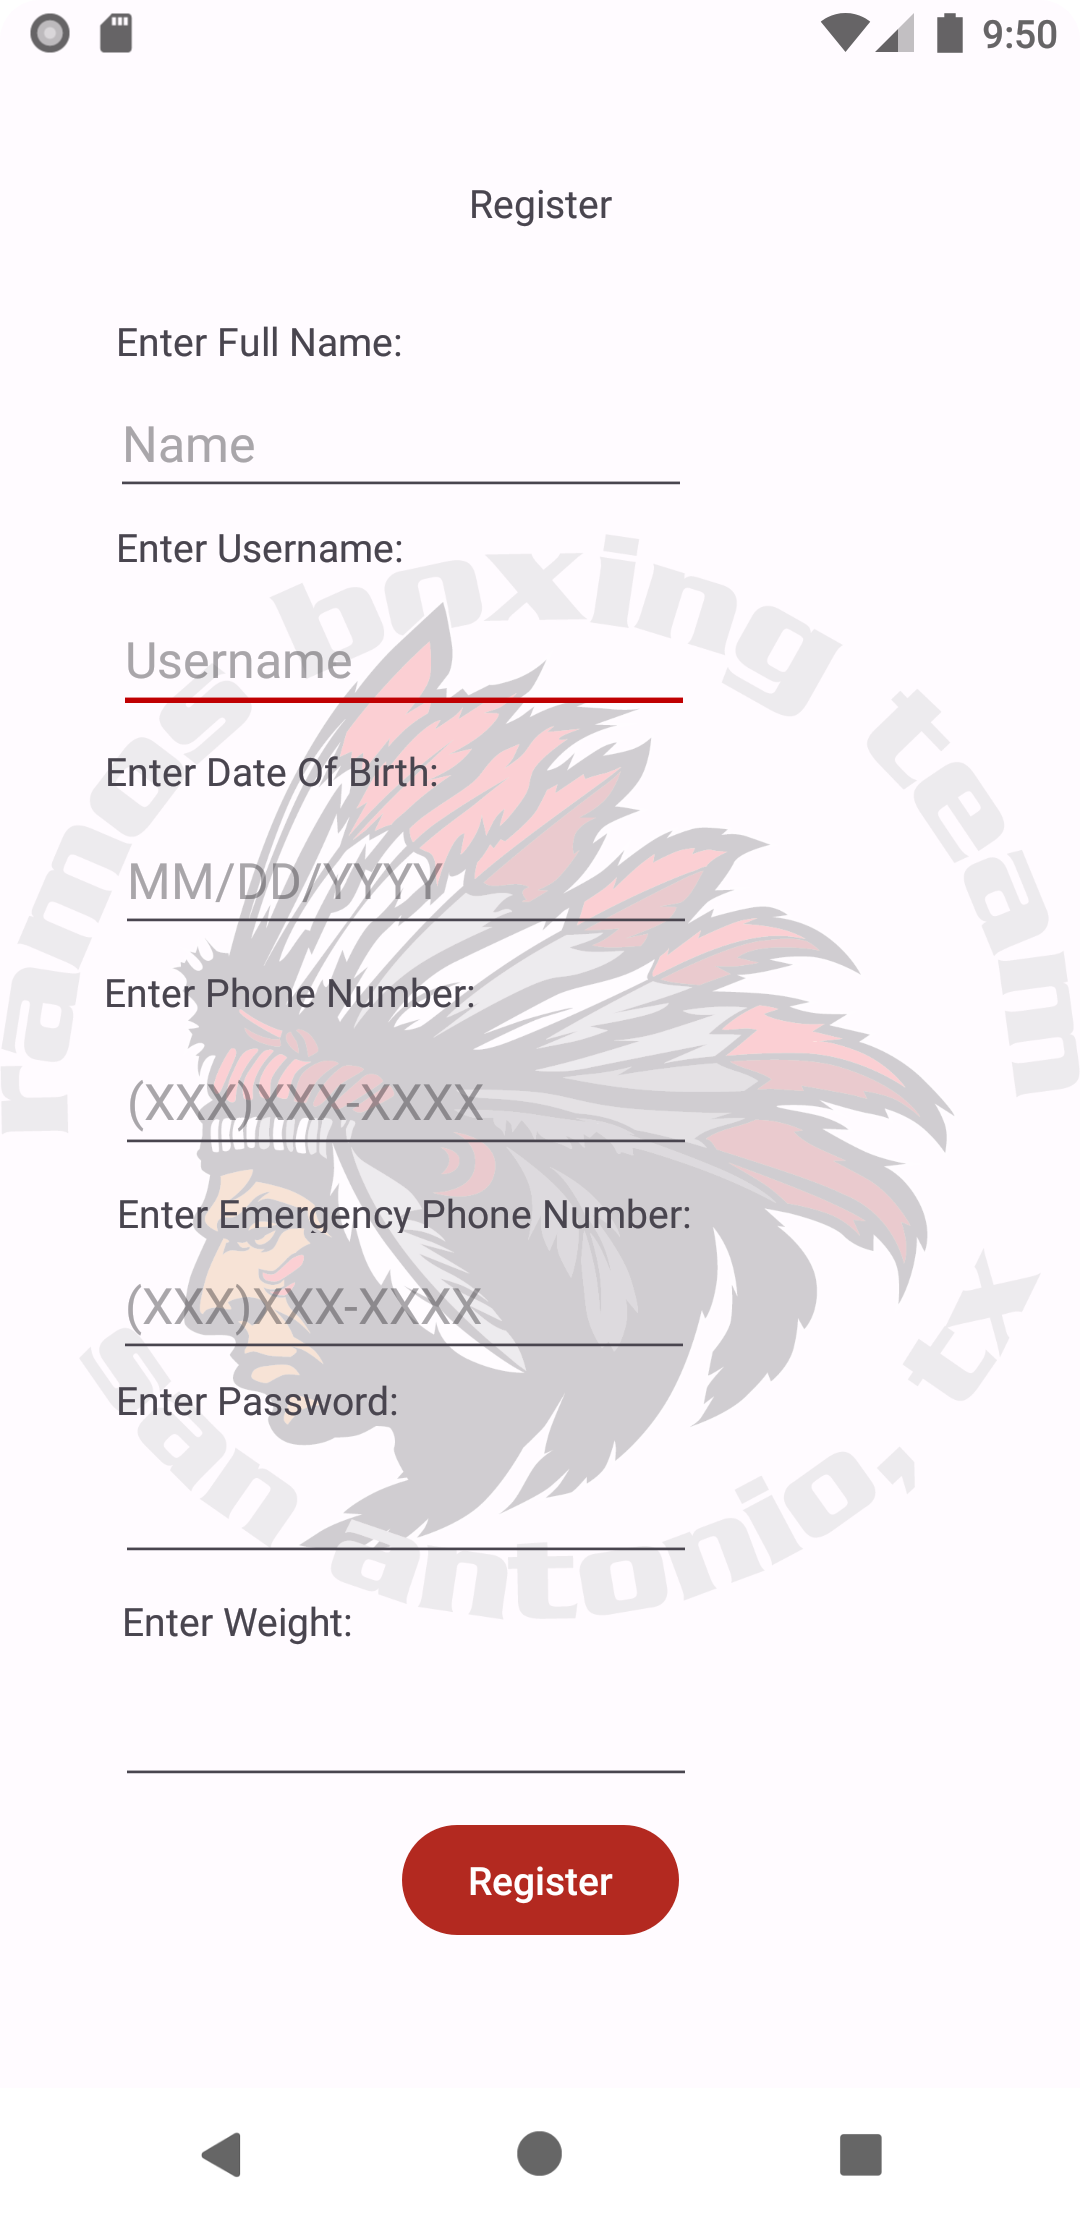 9:50
Register
Enter Full Name:
Name
Enter Username:
ramos boxing team
Username
Enter Date Of Birth:
MM/DD/YYYY
Enter Phone Number:
(XXX)XXX-XXXX
Enter Emergency Phone Number:
(XXX)XXX-XXXX
Enter Password:
san antonio, tx
Enter Weight:
Register